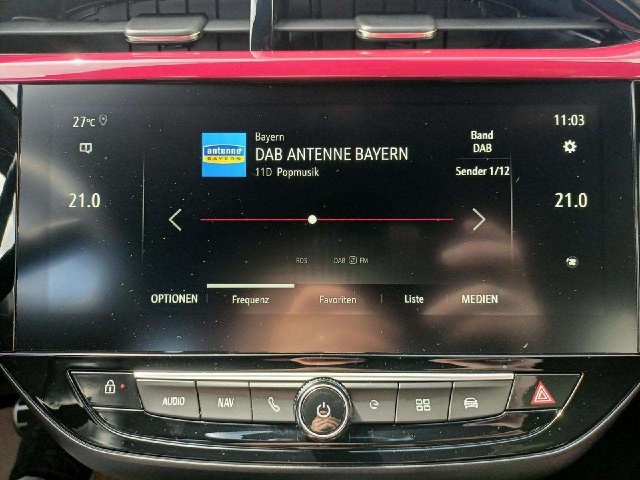 27°C
11:03
Bayern
antenne
BAYERN
DAB ANTENNE BAYERN
11D Popmusik
Band
DAB
Sender 1/12
21.0
21.0
RDS DAB FM
OPTIONEN Frequenz Favoriten Liste MEDIEN
AUDIO NAV